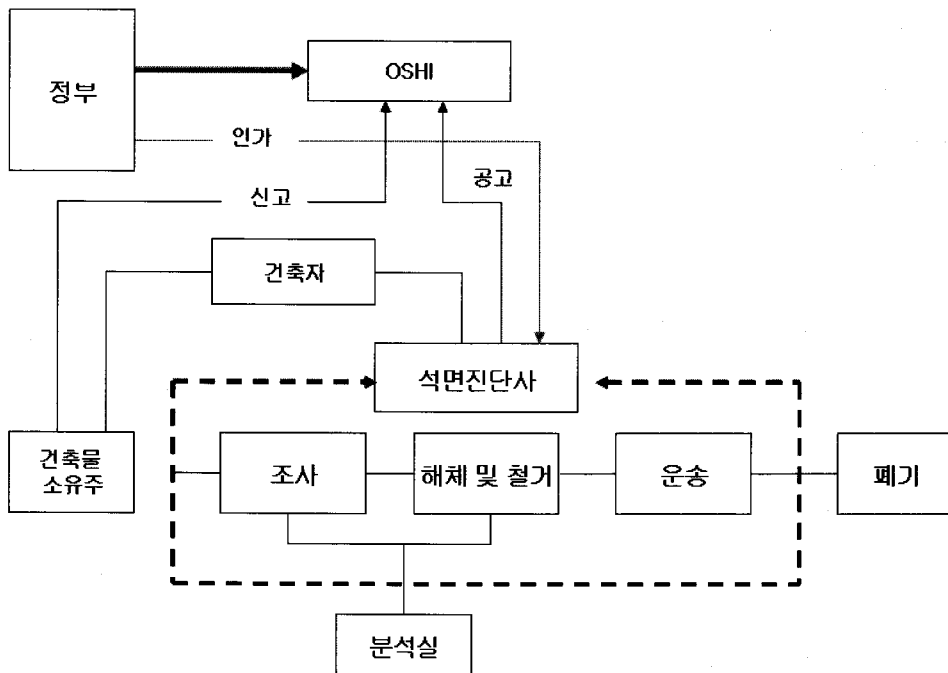 정부
OSHI
인가
신고
공고
건축자
석면진단사
건축물
소유주
조사
해체 및 철거
운송
폐기
분석실